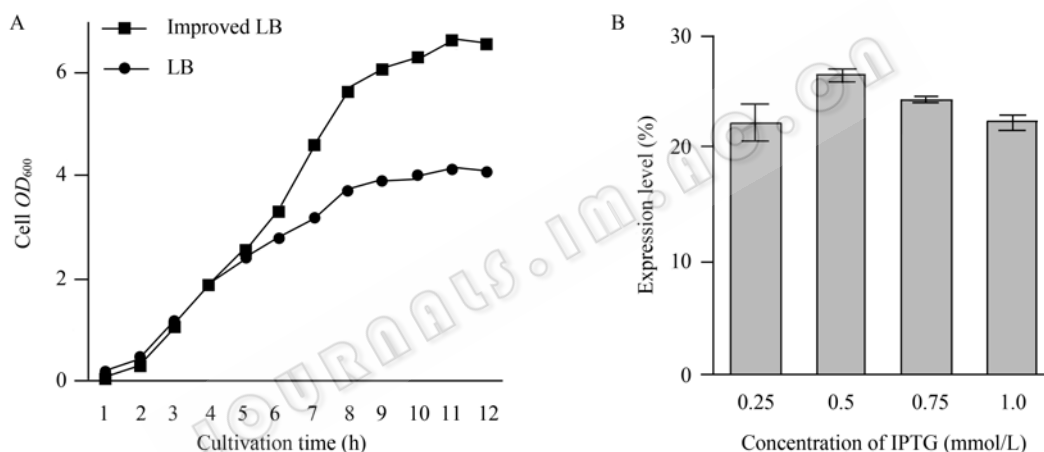 A
Improved LB
LB
Cell OD600
6
4
2
0
1 2 3 4 5 6 7 8 9 10 11 12
Cultivation time (h)
B
Expression level (%)
30
20
10
0
0.25 0.5 0.75 1.0
Concentration of IPTG (mmol/L)
JOURNALS.IM.AC.CN